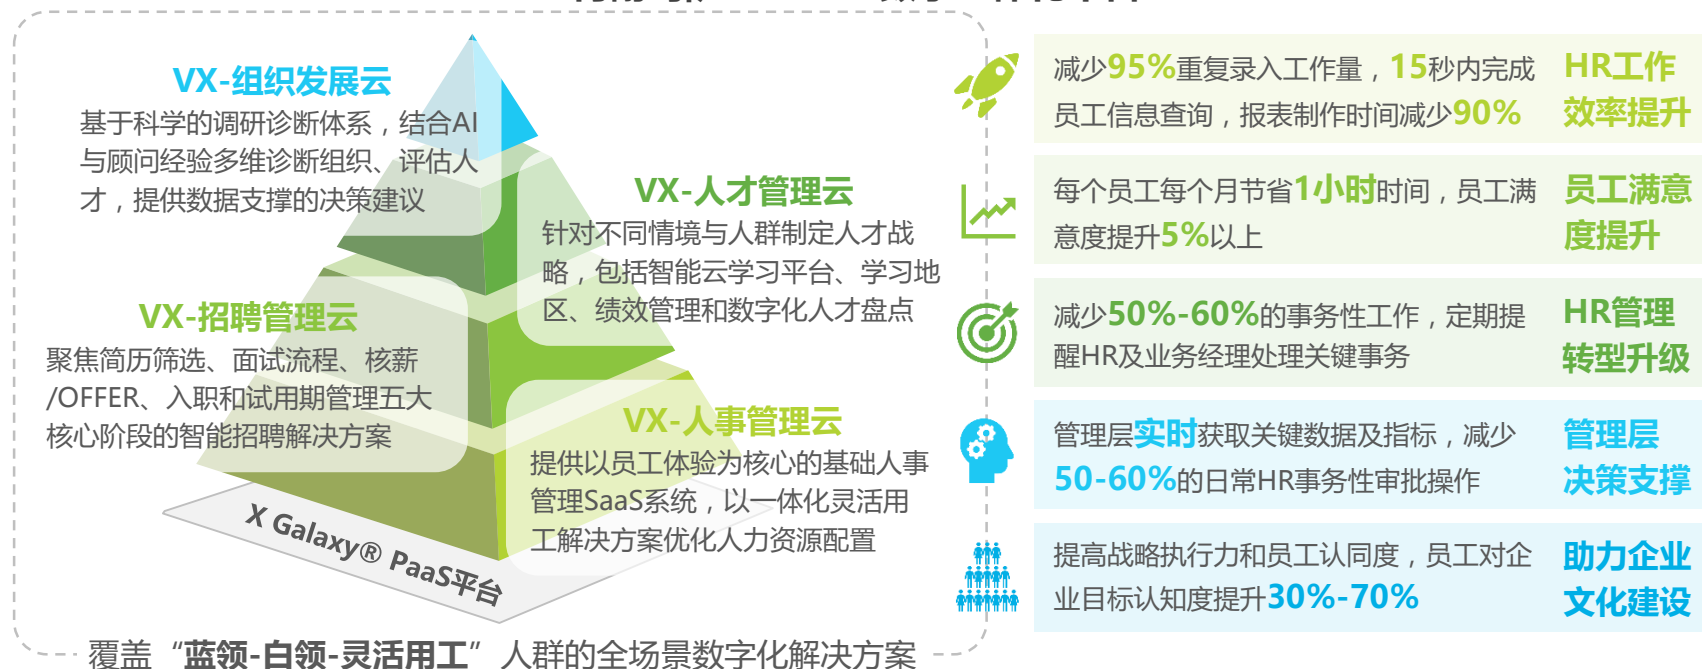 VX-组织发展云
基于科学的调研诊断体系，结合AI
与顾问经验多维诊断组织、评估人
才，提供数据支撑的决策建议
VX-人才管理云
针对不同情境与人群制定人才战
略，包括智能云学习平台、学习地
区、绩效管理和数字化人才盘点
VX-招聘管理云
聚焦简历筛选、面试流程、核薪
/OFFER、入职和试用期管理五大
核心阶段的智能招聘解决方案
VX-人事管理云
提供以员工体验为核心的基础人事
管理SaaS系统，以一体化灵活用
工解决方案优化人力资源配置
X Galaxy® PaaS平台
覆盖“蓝领-白领-灵活用工”人群的全场景数字化解决方案
减少95%重复录入工作量，15秒内完成
员工信息查询，报表制作时间减少90%
HR工作
效率提升
每个员工每个月节省1小时时间，员工满
意度提升5%以上
员工满意
度提升
减少50%-60%的事务性工作，定期提
醒HR及业务经理处理关键事务
HR管理
转型升级
管理层实时获取关键数据及指标，减少
50-60%的日常HR事务性审批操作
管理层
决策支撑
提高战略执行力和员工认同度，员工对企
业目标认知度提升30%-70%
助力企业
文化建设